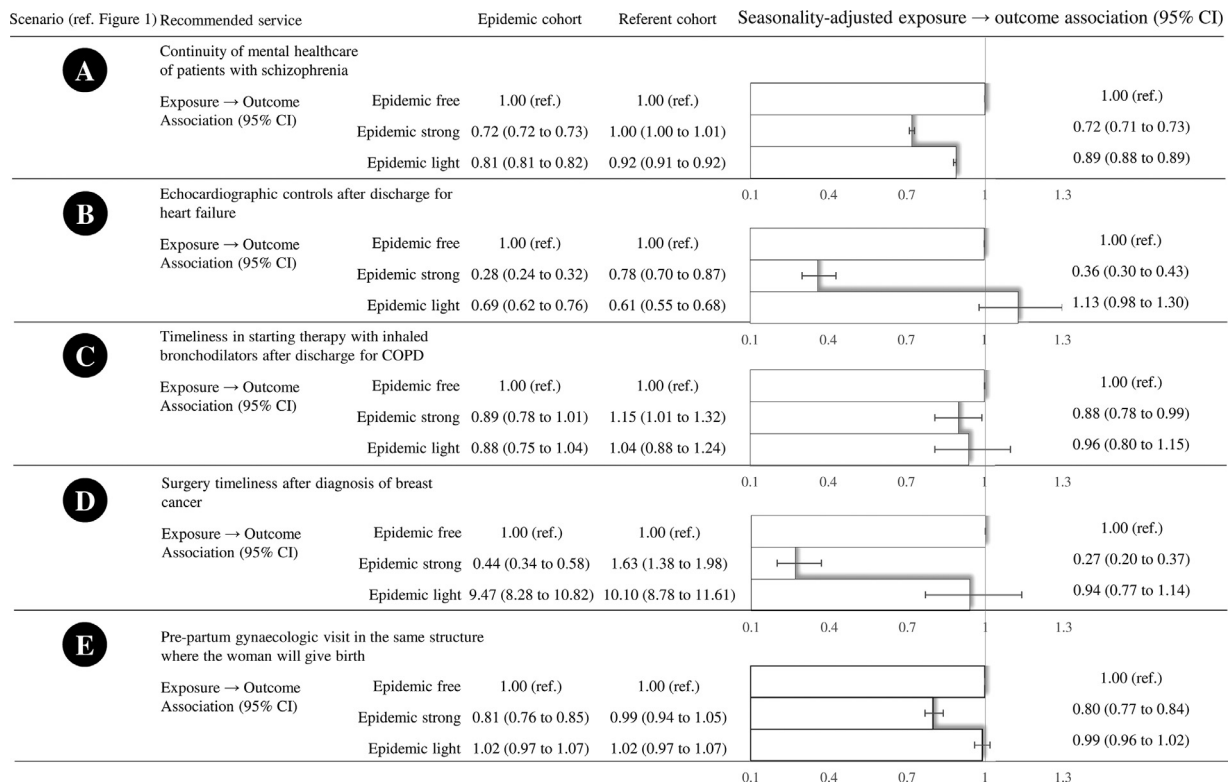 Scenario (ref. Figure 1) Recommended service Epidemic cohort Referent cohort Seasonality-adjusted exposure → outcome association (95% CI)
A
Continuity of mental healthcare
of patients with schizophrenia
Exposure → Outcome
Association (95% CI)
Epidemic free 1.00 (ref.) 1.00 (ref.) 1.00 (ref.)
Epidemic strong 0.72 (0.72 to 0.73) 1.00 (1.00 to 1.01) 0.72 (0.71 to 0.73)
Epidemic light 0.81 (0.81 to 0.82) 0.92 (0.91 to 0.92) 0.89 (0.88 to 0.89)
0.1 0.4 0.7 1 1.3
B
Echocardiographic controls after discharge for
heart failure
Exposure → Outcome
Association (95% CI)
Epidemic free 1.00 (ref.) 1.00 (ref.) 1.00 (ref.)
Epidemic strong 0.28 (0.24 to 0.32) 0.78 (0.70 to 0.87) 0.36 (0.30 to 0.43)
Epidemic light 0.69 (0.62 to 0.76) 0.61 (0.55 to 0.68) 1.13 (0.98 to 1.30)
0.1 0.4 0.7 1 1.3
C
Timeliness in starting therapy with inhaled
bronchodilators after discharge for COPD
Exposure → Outcome
Association (95% CI)
Epidemic free 1.00 (ref.) 1.00 (ref.) 1.00 (ref.)
Epidemic strong 0.89 (0.78 to 1.01) 1.15 (1.01 to 1.32) 0.88 (0.78 to 0.99)
Epidemic light 0.88 (0.75 to 1.04) 1.04 (0.88 to 1.24) 0.96 (0.80 to 1.15)
0.1 0.4 0.7 1 1.3
D
Surgery timeliness after diagnosis of breast
cancer
Exposure → Outcome
Association (95% CI)
Epidemic free 1.00 (ref.) 1.00 (ref.) 1.00 (ref.)
Epidemic strong 0.44 (0.34 to 0.58) 1.63 (1.38 to 1.98) 0.27 (0.20 to 0.37)
Epidemic light 9.47 (8.28 to 10.82) 10.10 (8.78 to 11.61) 0.94 (0.77 to 1.14)
0.1 0.4 0.7 1 1.3
E
Pre-partum gynaecologic visit in the same structure
where the woman will give birth
Exposure → Outcome
Association (95% CI)
Epidemic free 1.00 (ref.) 1.00 (ref.) 1.00 (ref.)
Epidemic strong 0.81 (0.76 to 0.85) 0.99 (0.94 to 1.05) 0.80 (0.77 to 0.84)
Epidemic light 1.02 (0.97 to 1.07) 1.02 (0.97 to 1.07) 0.99 (0.96 to 1.02)
0.1 0.4 0.7 1 1.3